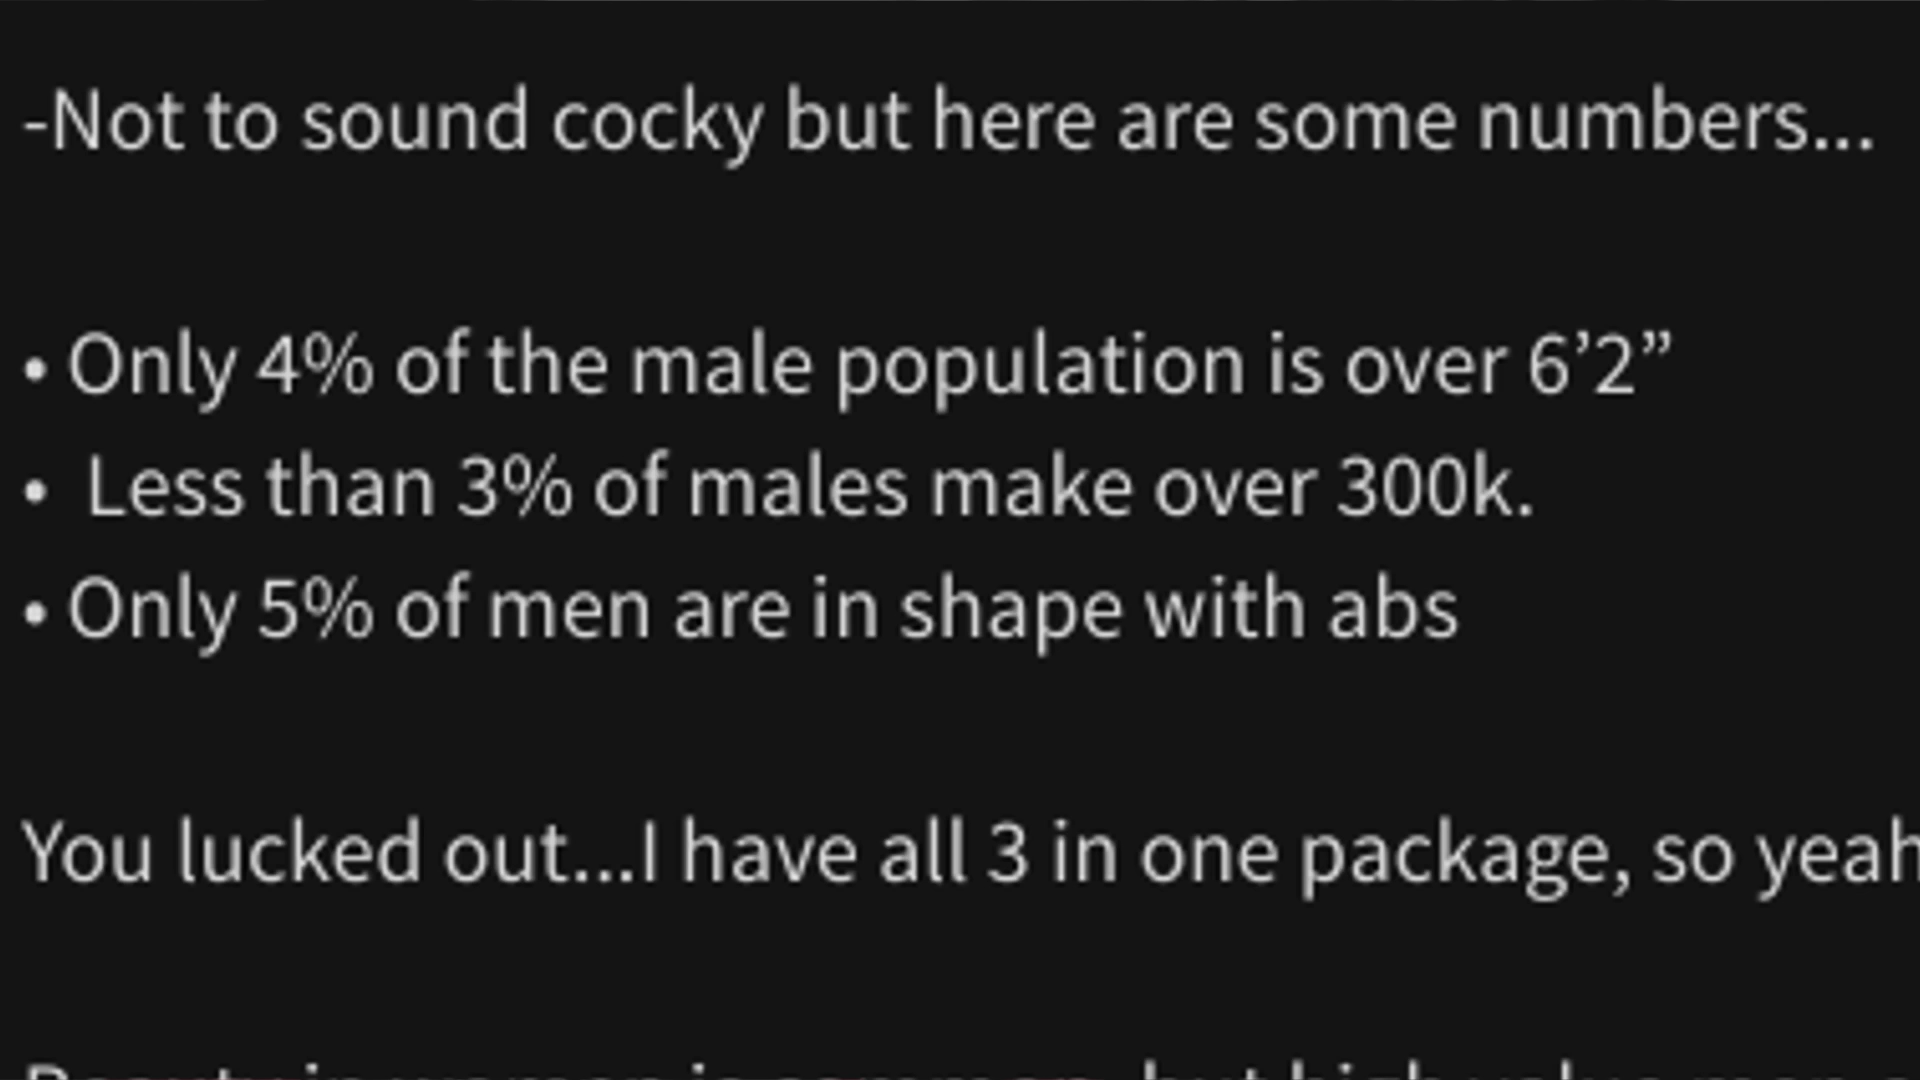 -Not to sound cocky but here are some numbers...
• Only 4% of the male population is over 6’2”
• Less than 3% of males make over 300k.
• Only 5% of men are in shape with abs
You lucked out...I have all 3 in one package, so yeah